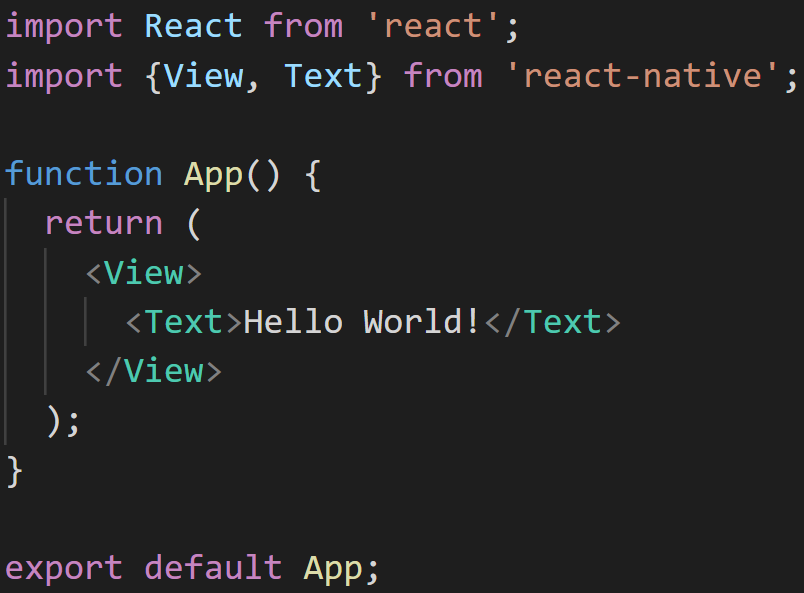 import React from 'react';
import {View, Text} from 'react-native';

function App() {
  return (
    <View>
      <Text>Hello World!</Text>
    </View>
  );
}

export default App;